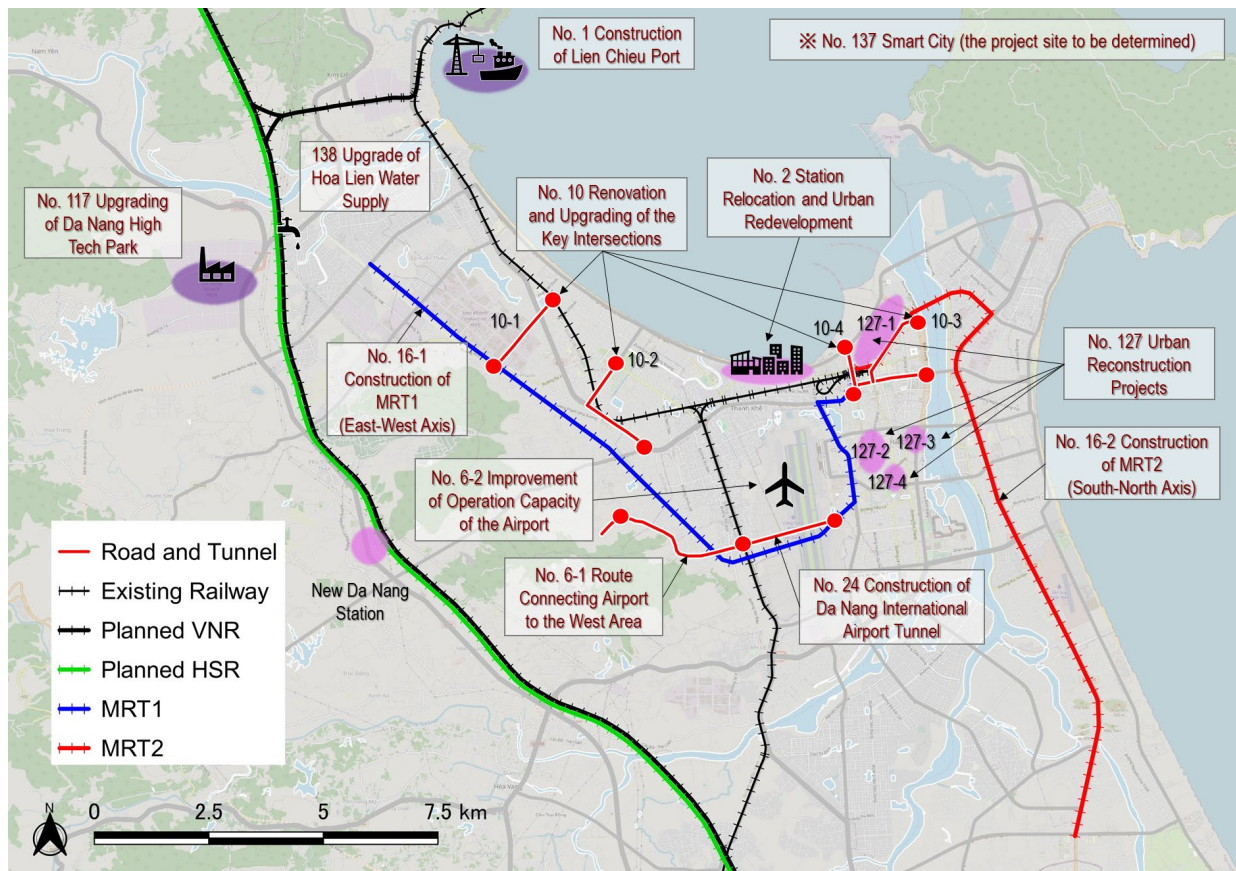 No. 1 Construction
of Lien Chieu Port
※ No. 137 Smart City (the project site to be determined)
138 Upgrade of
Hoa Lien Water
Supply
No. 117 Upgrading
of Da Nang High
Tech Park
No. 10 Renovation
and Upgrading of the
Key Intersections
No. 2 Station
Relocation and Urban
Redevelopment
10-1
10-2
10-4
127-1
10-3
No. 16-1
Construction of
MRT1
(East-West Axis)
No. 127 Urban
Reconstruction
Projects
Thanh Khê
127-2
127-3
127-4
No. 6-2 Improvement
of Operation Capacity
of the Airport
No. 16-2 Construction
of MRT2
(South-North Axis)
New Da Nang
Station
No. 6-1 Route
Connecting Airport
to the West Area
No. 24 Construction of
Da Nang International
Airport Tunnel
Road and Tunnel
Existing Railway
Planned VNR
Planned HSR
MRT1
MRT2
Hòa Vang
N
0 2.5 5 7.5 km